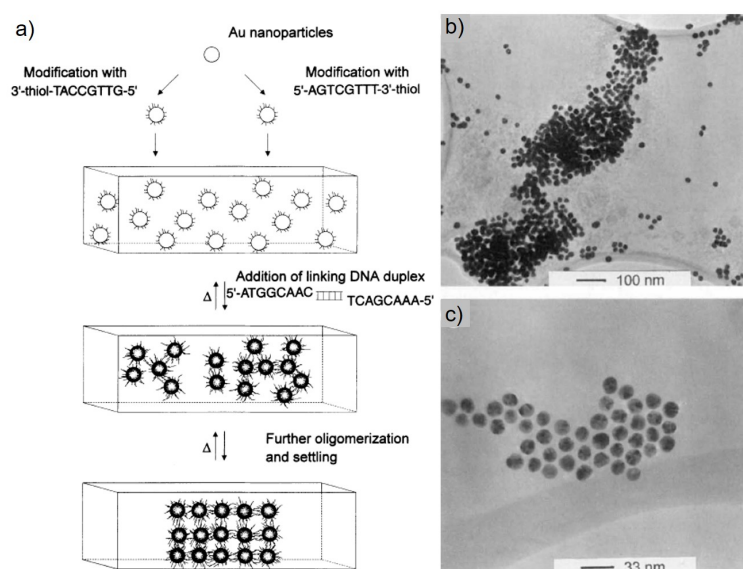 a)
Au nanoparticles
Modification with
3'-thiol-TACCGTTG-5'
Modification with
5'-AGTCGTTT-3'-thiol
Addition of linking DNA duplex
Δ
5'-ATGGCAAC
TCAGCAAA-5'
Δ
Further oligomerization
and settling
b)
100 nm
c)
33 nm